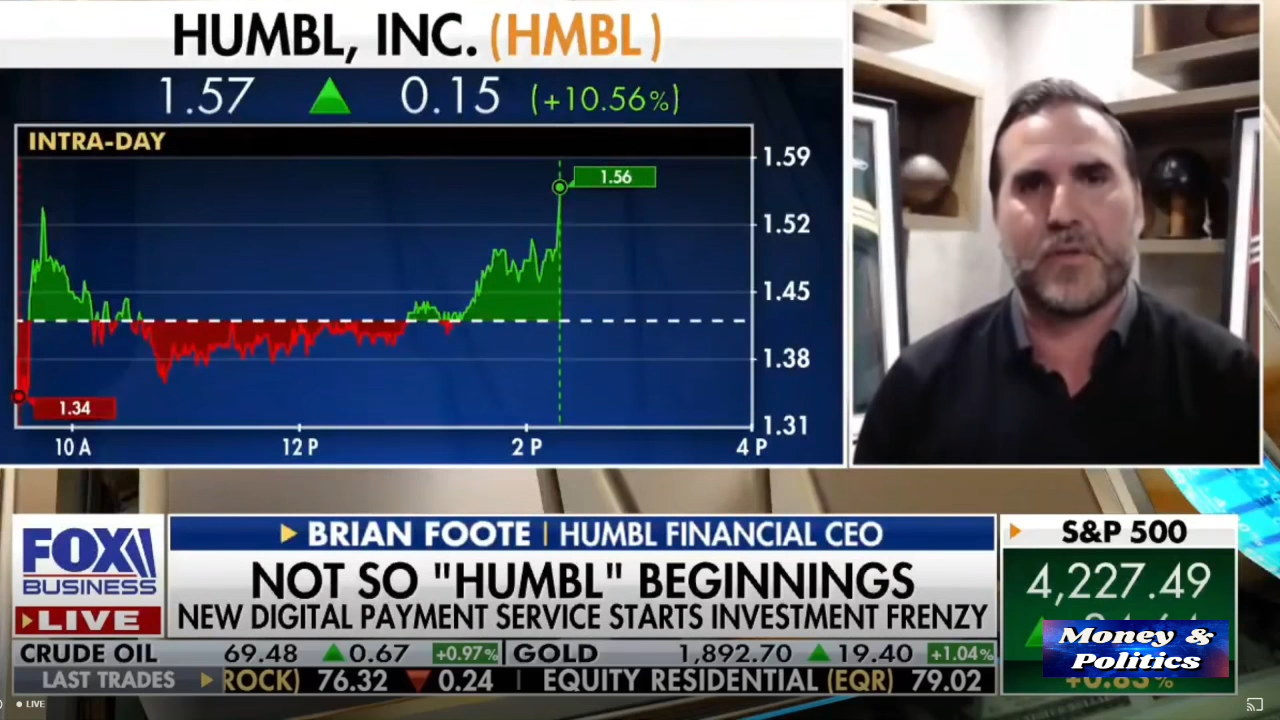 HUMBL, INC. (HMBL)
1.57 ▲ 0.15 (+10.56%)
INTRA-DAY
1.59
1.56
1.52
1.45
1.38
1.34
1.31
10 A 12 P 2 P 4 P
FOX
BUSINESS
LIVE
BRIAN FOOTE | HUMBL FINANCIAL CEO
NOT SO "HUMBL" BEGINNINGS
NEW DIGITAL PAYMENT SERVICE STARTS INVESTMENT FRENZY
CRUDE OIL 69.48 ▲ 0.67 +0.97% GOLD 1,892.70 ▲ 19.40 +1.04%
LAST TRADES ROCK) 76.32 ▼ 0.24 EQUITY RESIDENTIAL (EQR) 79.02
S&P 500
4,227.49
Money &
Politics
LIVE